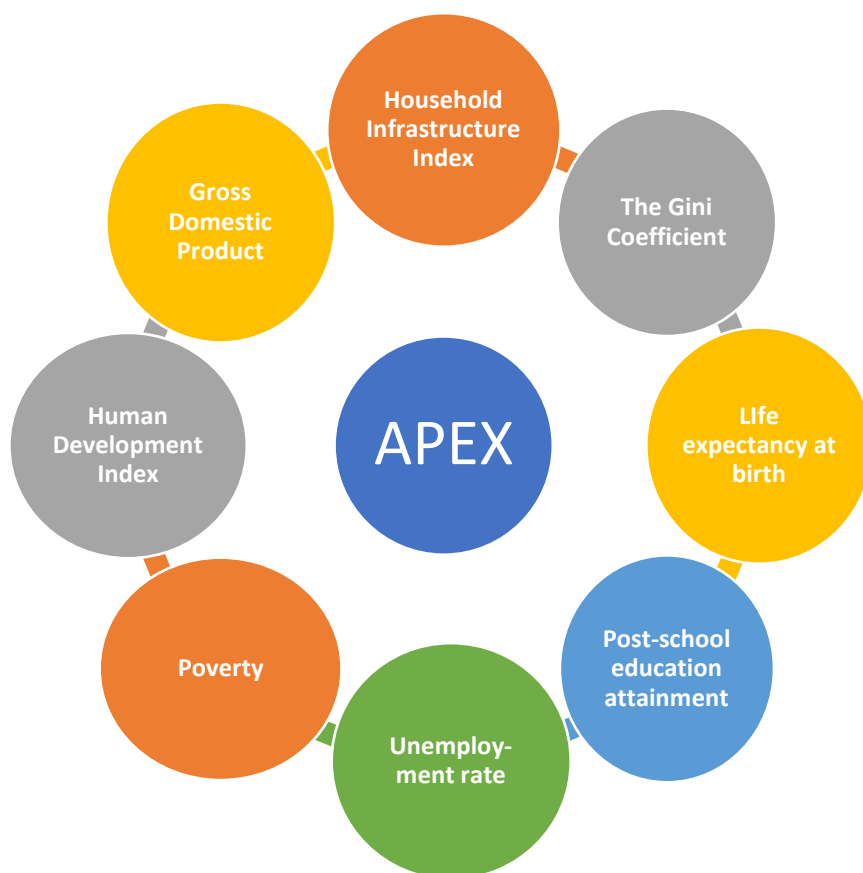 Household
Infrastructure
Index
The Gini
Coefficient
LIfe
expectancy at
birth
Post-school
education
attainment
Unemploy-
ment rate
Poverty
Human
Development
Index
Gross
Domestic
Product
APEX